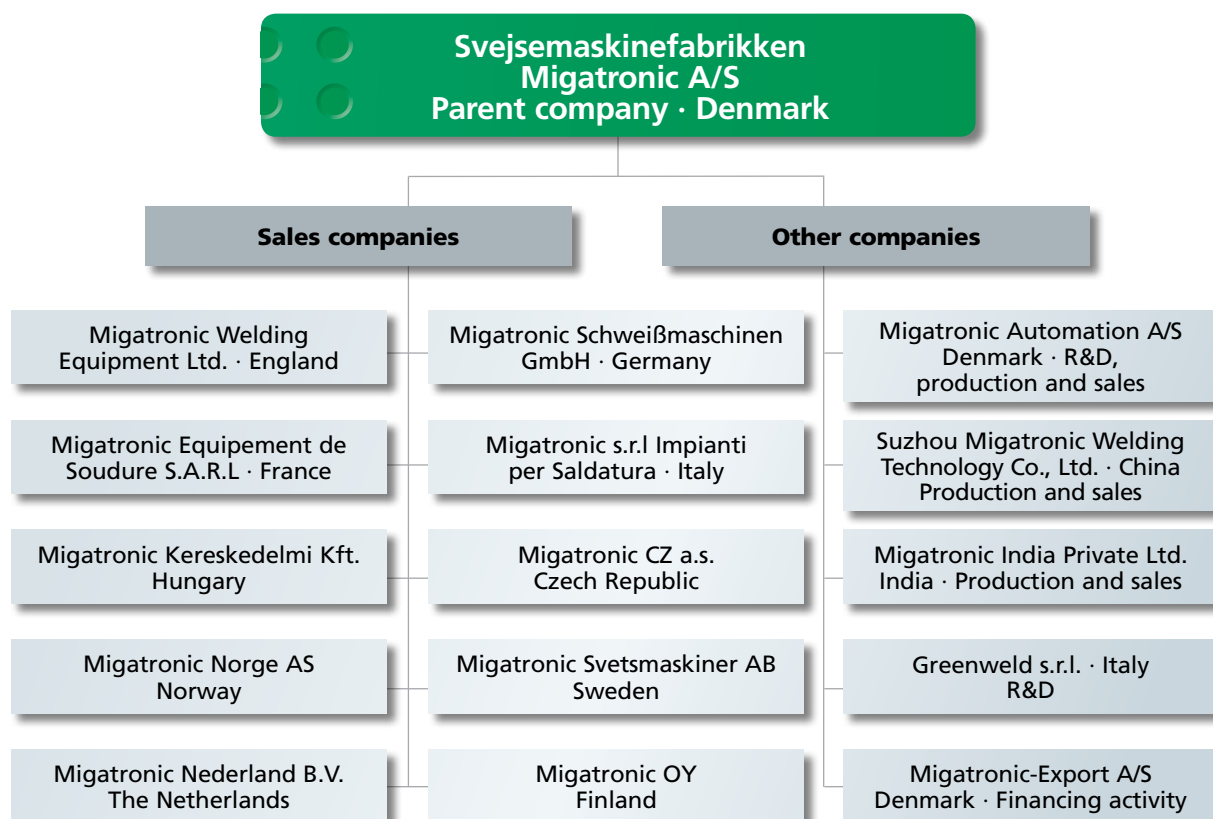 Svejsemaskinefabrikken
Migatronic A/S
Parent company · Denmark
Sales companies
Other companies
Migatronic Welding
Equipment Ltd. · England
Migatronic Schweißmaschinen
GmbH · Germany
Migatronic Automation A/S
Denmark · R&D,
production and sales
Migatronic Equipement de
Soudure S.A.R.L · France
Migatronic s.r.l Impianti
per Saldatura · Italy
Suzhou Migatronic Welding
Technology Co., Ltd. · China
Production and sales
Migatronic Kereskedelmi Kft.
Hungary
Migatronic CZ a.s.
Czech Republic
Migatronic India Private Ltd.
India · Production and sales
Migatronic Norge AS
Norway
Migatronic Svetsmaskiner AB
Sweden
Greenweld s.r.l. · Italy
R&D
Migatronic Nederland B.V.
The Netherlands
Migatronic OY
Finland
Migatronic-Export A/S
Denmark · Financing activity